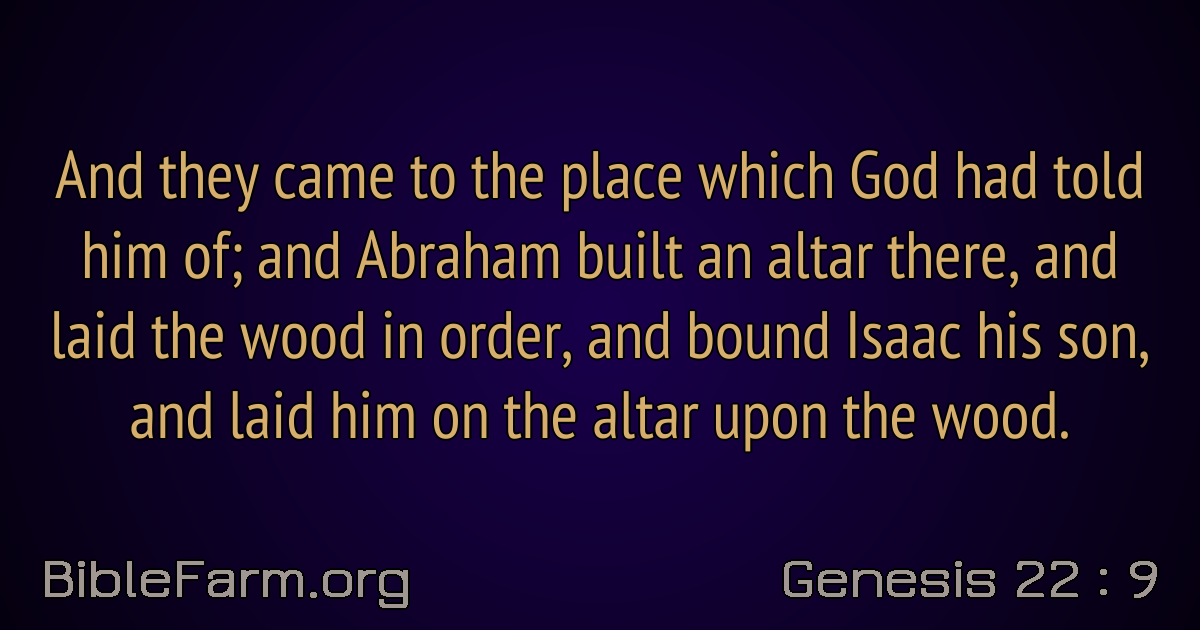 And they came to the place which God had told
him of; and Abraham built an altar there, and
laid the wood in order, and bound Isaac his son,
and laid him on the altar upon the wood.
BibleFarm.org
Genesis 22 : 9